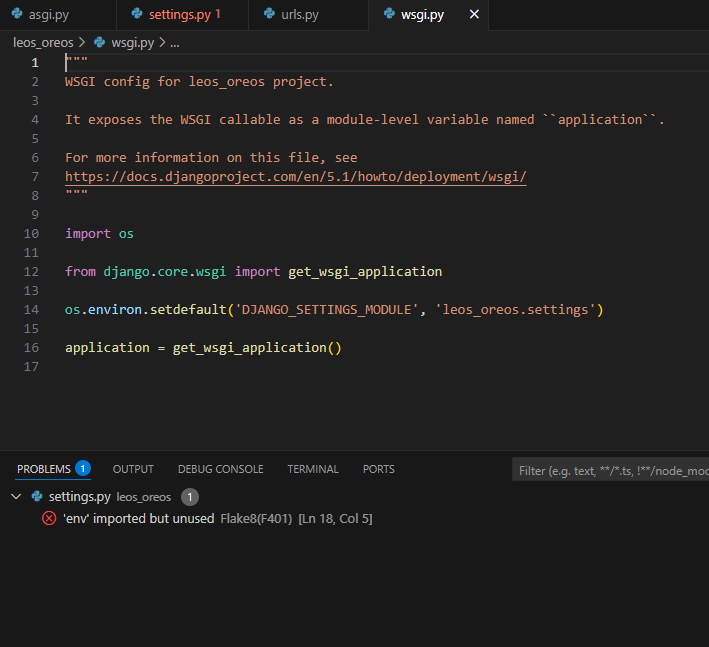 asgi.py settings.py 1 urls.py wsgi.py
leos_oreos > wsgi.py > ...
1 """
2 WSGI config for leos_oreos project.
3
4 It exposes the WSGI callable as a module-level variable named ``application``.
5
6 For more information on this file, see
7 https://docs.djangoproject.com/en/5.1/howto/deployment/wsgi/
8 """
9
10 import os
11
12 from django.core.wsgi import get_wsgi_application
13
14 os.environ.setdefault('DJANGO_SETTINGS_MODULE', 'leos_oreos.settings')
15
16 application = get_wsgi_application()
17
PROBLEMS 1 OUTPUT DEBUG CONSOLE TERMINAL PORTS Filter (e.g. text, **/*.ts, !**/node_mod
settings.py leos_oreos 1
'env' imported but unused Flake8(F401) [Ln 18, Col 5]